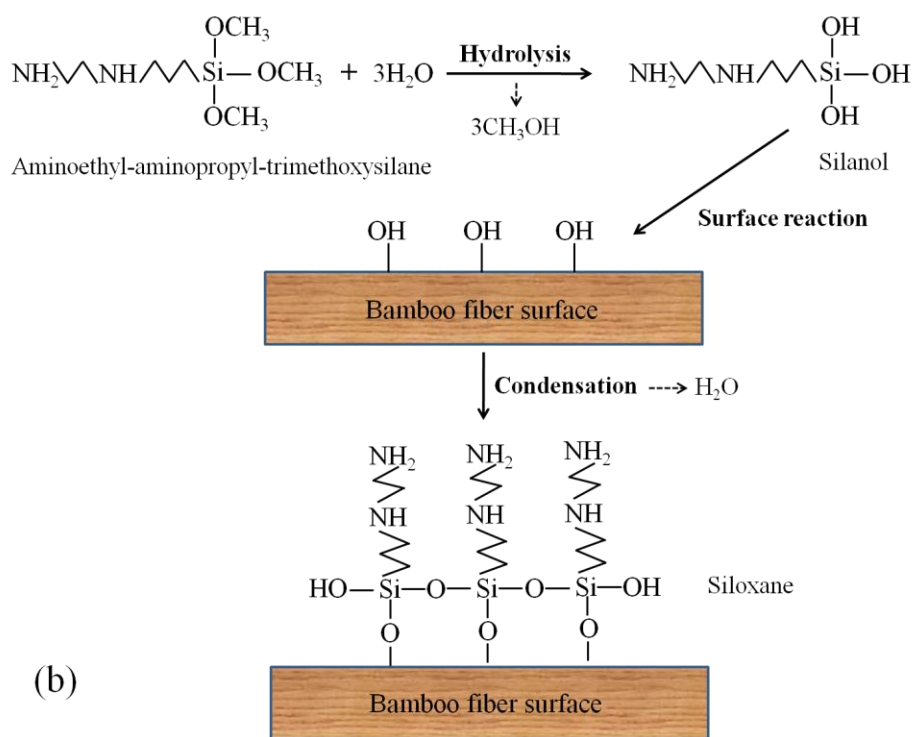 OCH₃ OH
NH₂ NH Si OCH₃ + 3H₂O Hydrolysis NH₂ NH Si OH
OCH₃ 3CH₃OH OH
Aminoethyl-aminopropyl-trimethoxysilane Silanol
Surface reaction
OH OH OH
Bamboo fiber surface
Condensation H₂O
NH₂ NH₂ NH₂
NH NH NH
HO Si O Si O Si OH Siloxane
O O O
(b) Bamboo fiber surface